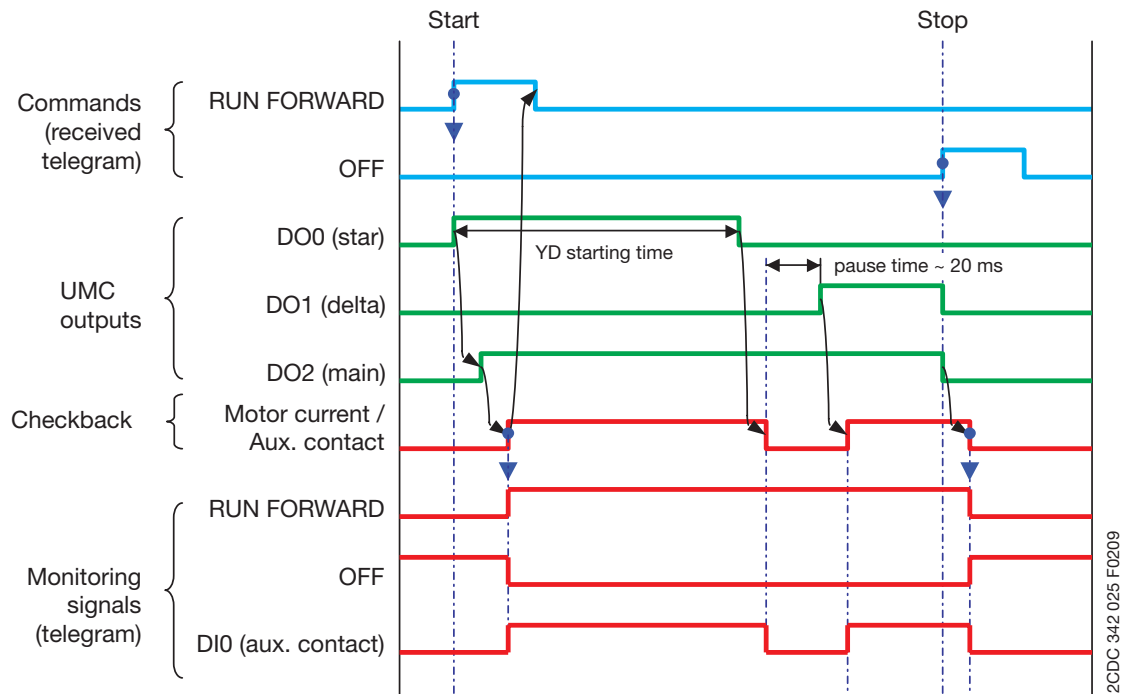 Start
Stop
Commands
(received
telegram)
RUN FORWARD
OFF
UMC
outputs
DO0 (star)
YD starting time
pause time ~ 20 ms
DO1 (delta)
DO2 (main)
Checkback
Motor current /
Aux. contact
Monitoring
signals
(telegram)
RUN FORWARD
OFF
DI0 (aux. contact)
2CDC 342 025 F0209